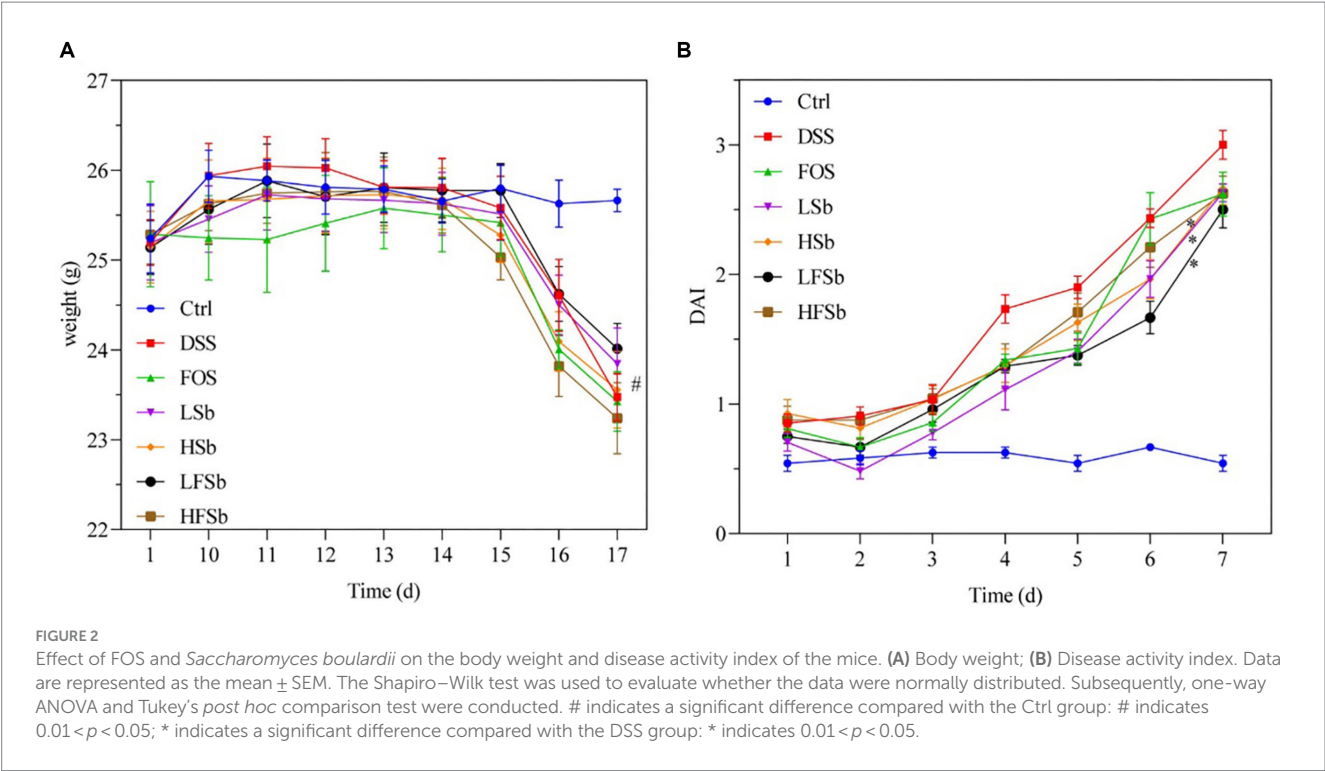 A
27
26
25
24
23
22
weight (g)
Ctrl
DSS
FOS
LSb
HSb
LFSb
HFSb
#
1 10 11 12 13 14 15 16 17
Time (d)
B
3
2
1
0
DAI
Ctrl
DSS
FOS
LSb
HSb
LFSb
HFSb
*
*
*
1 2 3 4 5 6 7
Time (d)
FIGURE 2
Effect of FOS and Saccharomyces boulardii on the body weight and disease activity index of the mice. (A) Body weight; (B) Disease activity index. Data
are represented as the mean ± SEM. The Shapiro–Wilk test was used to evaluate whether the data were normally distributed. Subsequently, one-way
ANOVA and Tukey's post hoc comparison test were conducted. # indicates a significant difference compared with the Ctrl group: # indicates
0.01 < p < 0.05; * indicates a significant difference compared with the DSS group: * indicates 0.01 < p < 0.05.